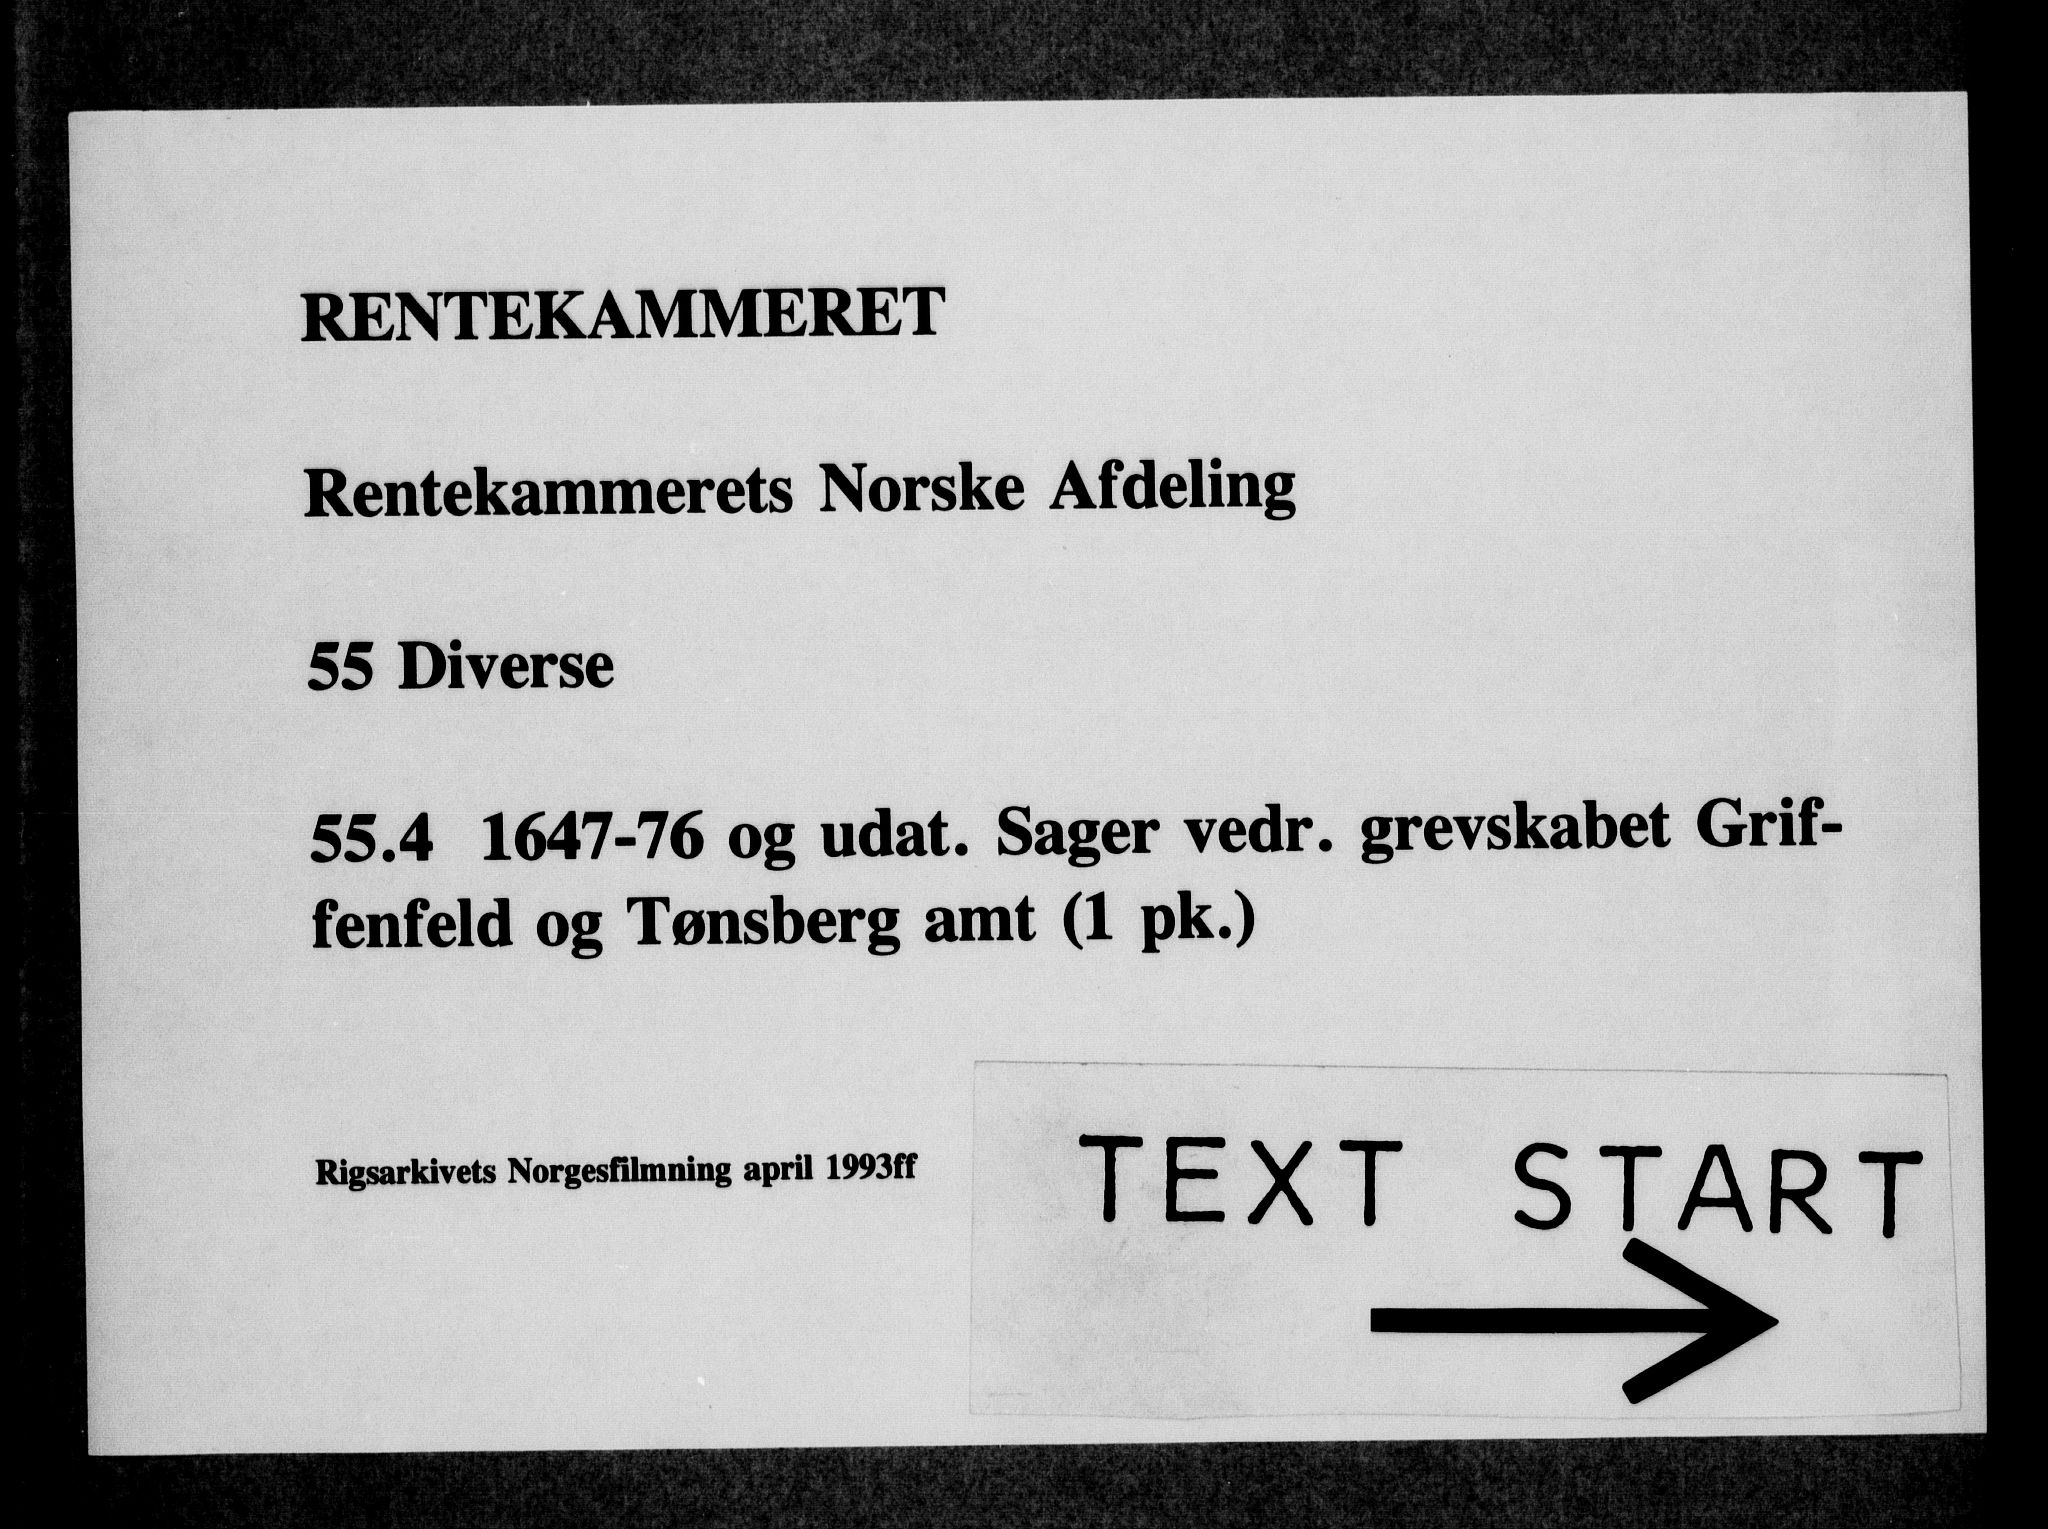 RENTEKAMMERET
Rentekammerets Norske Afdeling
55 Diverse
55.4 1647-76 og udat. Sager vedr. grevskabet Grif-
fenfeld og Tønsberg amt (1 pk.)
Rigsarkivets Norgesfilmning april 1993ff
TEXT START